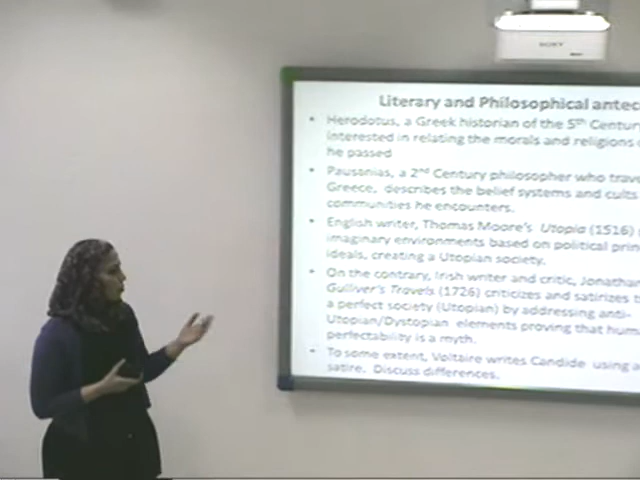 SONY
Literary and Philosophical antec
• Herodotus, a Greek historian of the 5th Century
interested in relating the morals and religions
he passed
• Pausanias, a 2nd Century philosopher who trave
Greece, describes the belief systems and cults
communities he encounters.
• English writer, Thomas Moore's Utopia (1516)
imaginary environments based on political prin
ideals, creating a Utopian society.
• On the contrary, Irish writer and critic, Jonathan
Gulliver's Travels (1726) criticizes and satirizes
a perfect society (Utopian) by addressing anti-
Utopian/Dystopian elements proving that hum
perfectability is a myth.
• To some extent, Voltaire writes Candide using a
satire. Discuss differences.